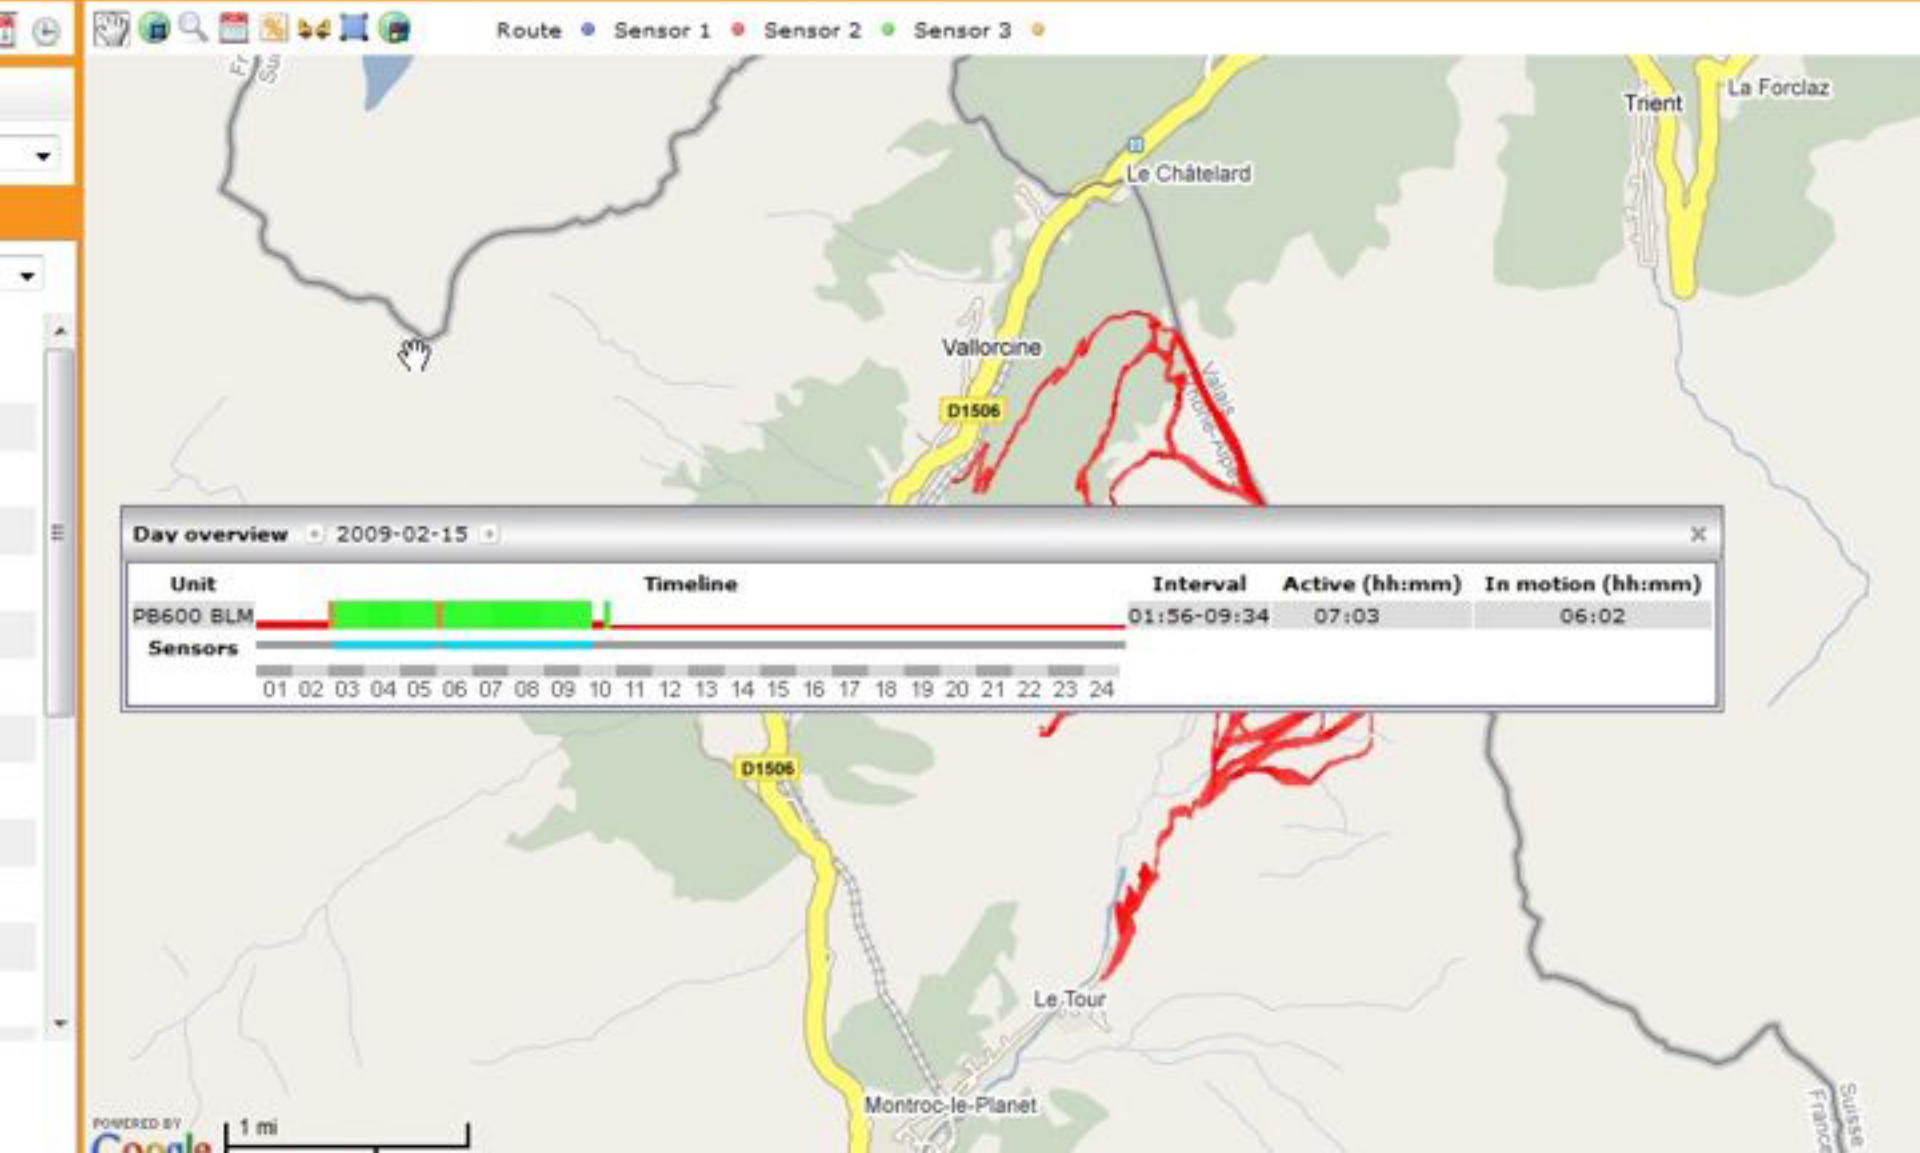 Route Sensor 1 Sensor 2 Sensor 3
Fr
Su
La Forclaz
Trient
Le Châtelard
Vallorcine
Valais
D1506
Day overview 2009-02-15
Unit Timeline Interval Active (hh:mm) In motion (hh:mm)
PB600 BLM 01:56-09:34 07:03 06:02
Sensors
01 02 03 04 05 06 07 08 09 10 11 12 13 14 15 16 17 18 19 20 21 22 23 24
D1506
Le Tour
Montroc-le-Planet
Suisse
France
POWERED BY
Google
1 mi